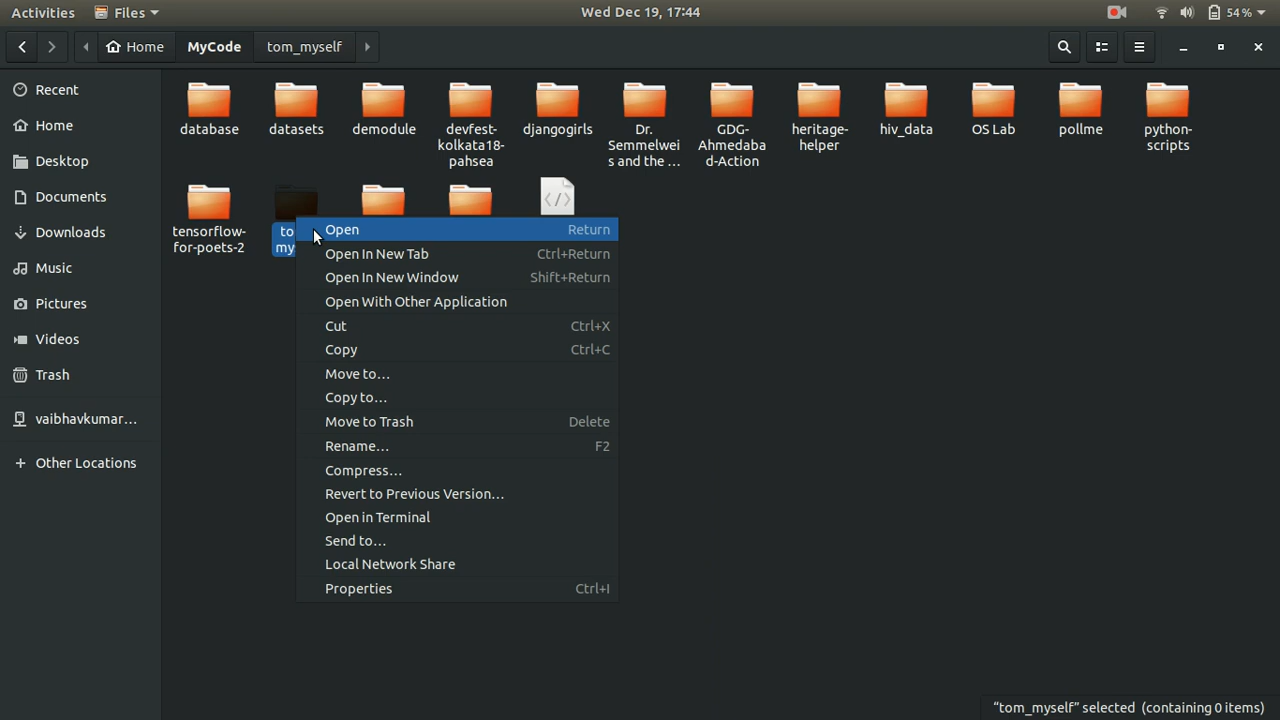 Activities Files Wed Dec 19, 17:44 54 %
Home MyCode tom_myself
Recent
Home
Desktop
Documents
Downloads
Music
Pictures
Videos
Trash
vaibhavkumar…
Other Locations
database
datasets
demodule
devfest-
kolkata18-
pahsea
djangogirls
Dr.
Semmelwei
s and the …
GDG-
Ahmedaba
d-Action
heritage-
helper
hiv_data
OS Lab
pollme
python-
scripts
tensorflow-
for-poets-2
to
my
Open Return
Open In New Tab Ctrl+Return
Open In New Window Shift+Return
Open With Other Application
Cut Ctrl+X
Copy Ctrl+C
Move to…
Copy to…
Move to Trash Delete
Rename… F2
Compress…
Revert to Previous Version…
Open in Terminal
Send to…
Local Network Share
Properties Ctrl+I
“tom_myself” selected (containing 0 items)